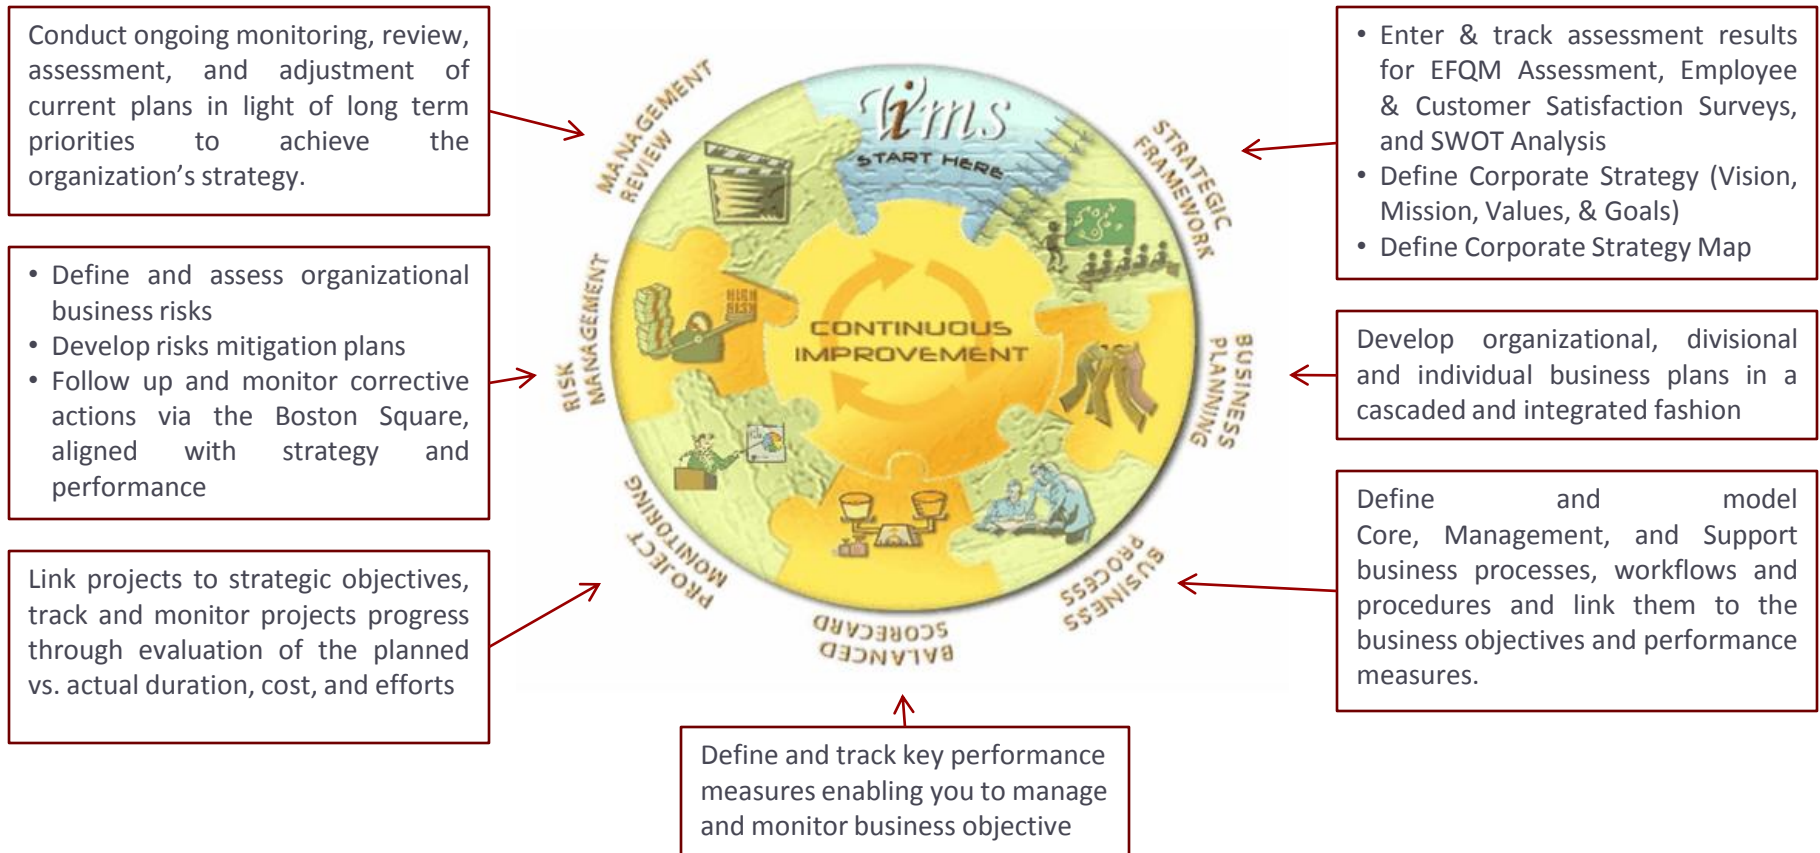 Conduct ongoing monitoring, review,
assessment, and adjustment of
current plans in light of long term
priorities to achieve the
organization's strategy.
• Define and assess organizational
business risks
• Develop risks mitigation plans
• Follow up and monitor corrective
actions via the Boston Square,
aligned with strategy and
performance
Link projects to strategic objectives,
track and monitor projects progress
through evaluation of the planned
vs. actual duration, cost, and efforts
Vims
START HERE
MANAGEMENT
REVIEW
STRATEGIC
FRAMEWORK
RISK
MANAGEMENT
HIGH
RISK
CONTINUOUS
IMPROVEMENT
BUSINESS
PLANNING
PROJECT
MONITORING
BUSINESS
PROCESS
BALANCED
SCORECARD
Define and track key performance
measures enabling you to manage
and monitor business objective
• Enter & track assessment results
for EFQM Assessment, Employee
& Customer Satisfaction Surveys,
and SWOT Analysis
• Define Corporate Strategy (Vision,
Mission, Values, & Goals)
• Define Corporate Strategy Map
Develop organizational, divisional
and individual business plans in a
cascaded and integrated fashion
Define and model
Core, Management, and Support
business processes, workflows and
procedures and link them to the
business objectives and performance
measures.